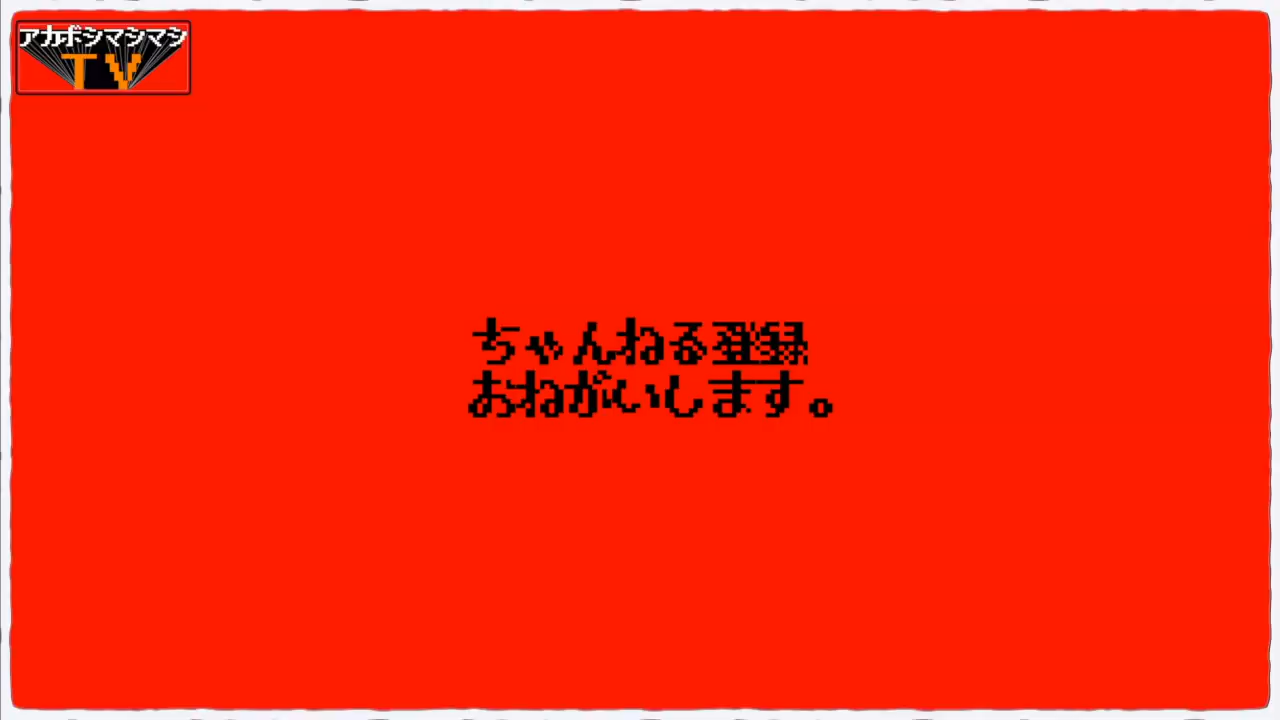 アカボシマシマシ
TV
ちゃんねる登録
おねがいします。